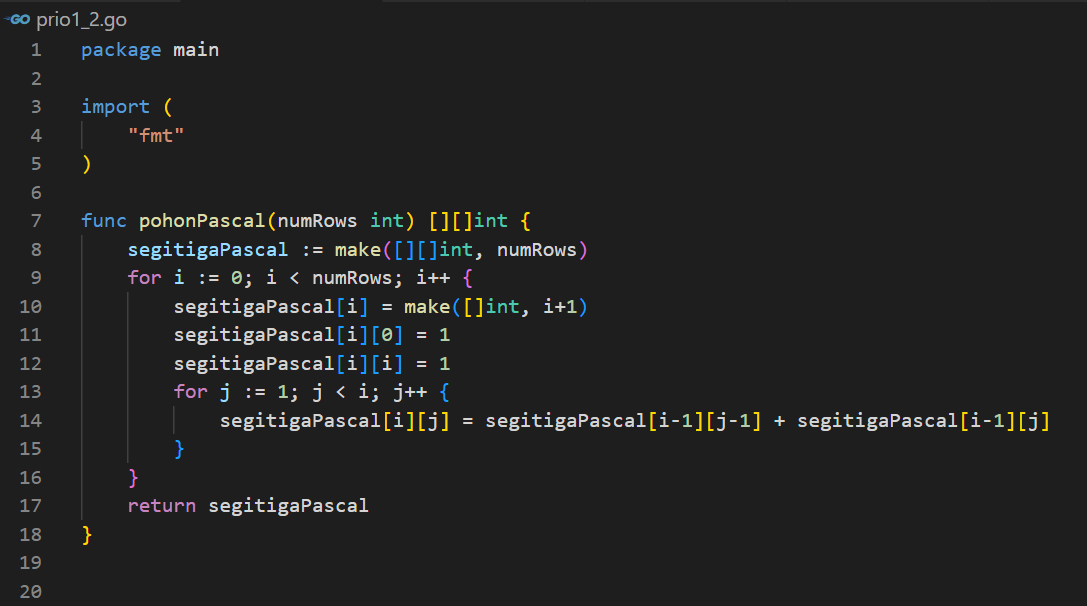 GO prio1_2.go
1 package main
2
3 import (
4 "fmt"
5 )
6
7 func pohonPascal(numRows int) [][]int {
8 segitigaPascal := make([][]int, numRows)
9 for i := 0; i < numRows; i++ {
10 segitigaPascal[i] = make([]int, i+1)
11 segitigaPascal[i][0] = 1
12 segitigaPascal[i][i] = 1
13 for j := 1; j < i; j++ {
14 segitigaPascal[i][j] = segitigaPascal[i-1][j-1] + segitigaPascal[i-1][j]
15 }
16 }
17 return segitigaPascal
18 }
19
20